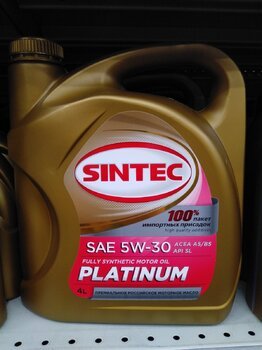 SINTEC
100% пакет
импортных присадок
high quality additives
SAE 5W-30 ACEA A5/B5
API SL
FULLY SYNTHETIC MOTOR OIL
PLATINUM
4L ПРЕМИАЛЬНОЕ РОССИЙСКОЕ МОТОРНОЕ МАСЛО